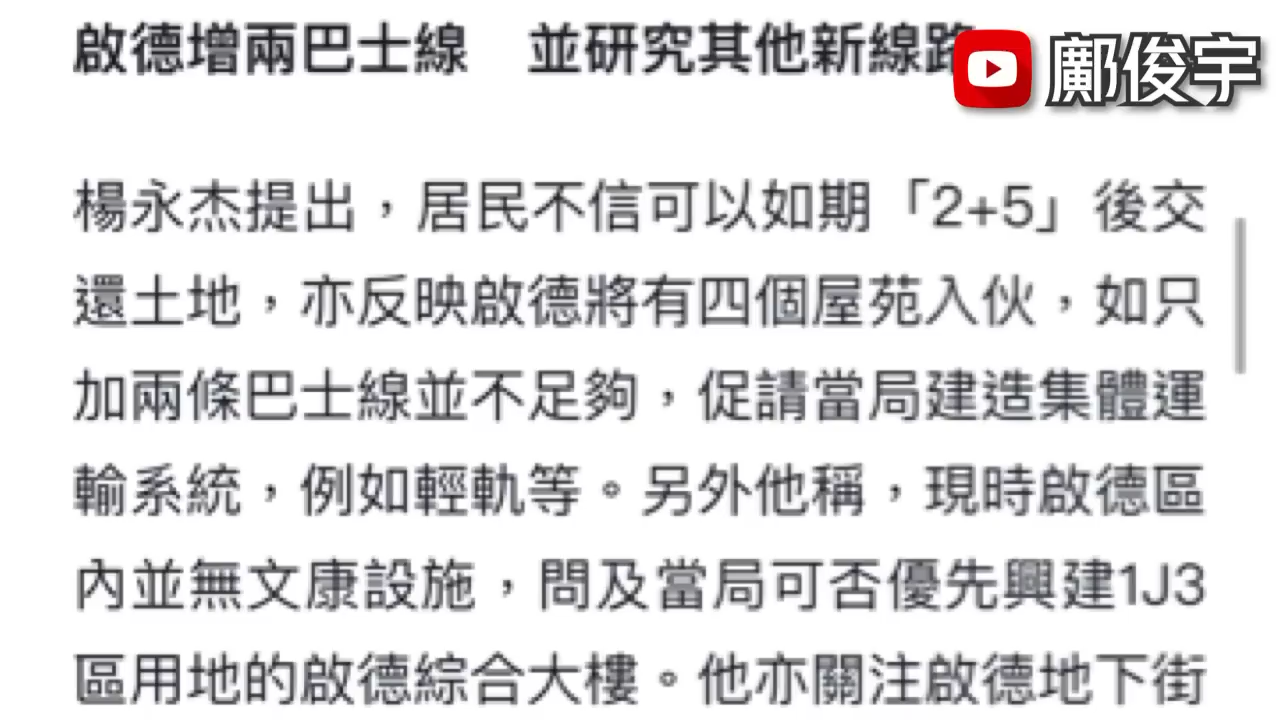 啟德增兩巴士線　並研究其他新線路
鄺俊宇
楊永杰提出，居民不信可以如期「2+5」後交
還土地，亦反映啟德將有四個屋苑入伙，如只
加兩條巴士線並不足夠，促請當局建造集體運
輸系統，例如輕軌等。另外他稱，現時啟德區
內並無文康設施，問及當局可否優先興建1J3
區用地的啟德綜合大樓。他亦關注啟德地下街